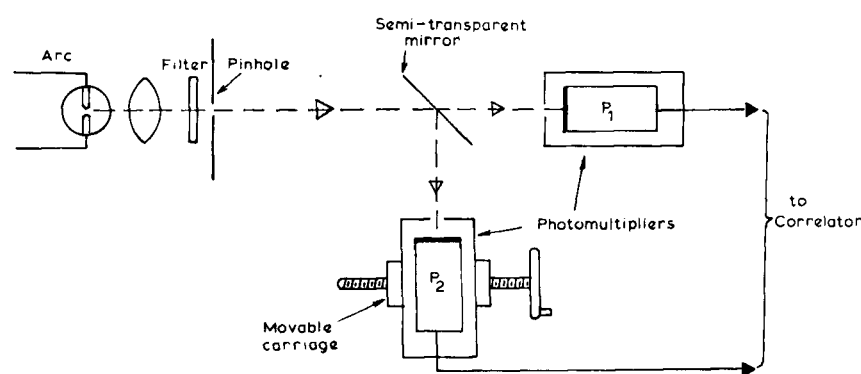 Semi-transparent
mirror
Arc
Filter
Pinhole
P1
to
Correlator
Photomultipliers
P2
Movable
carriage